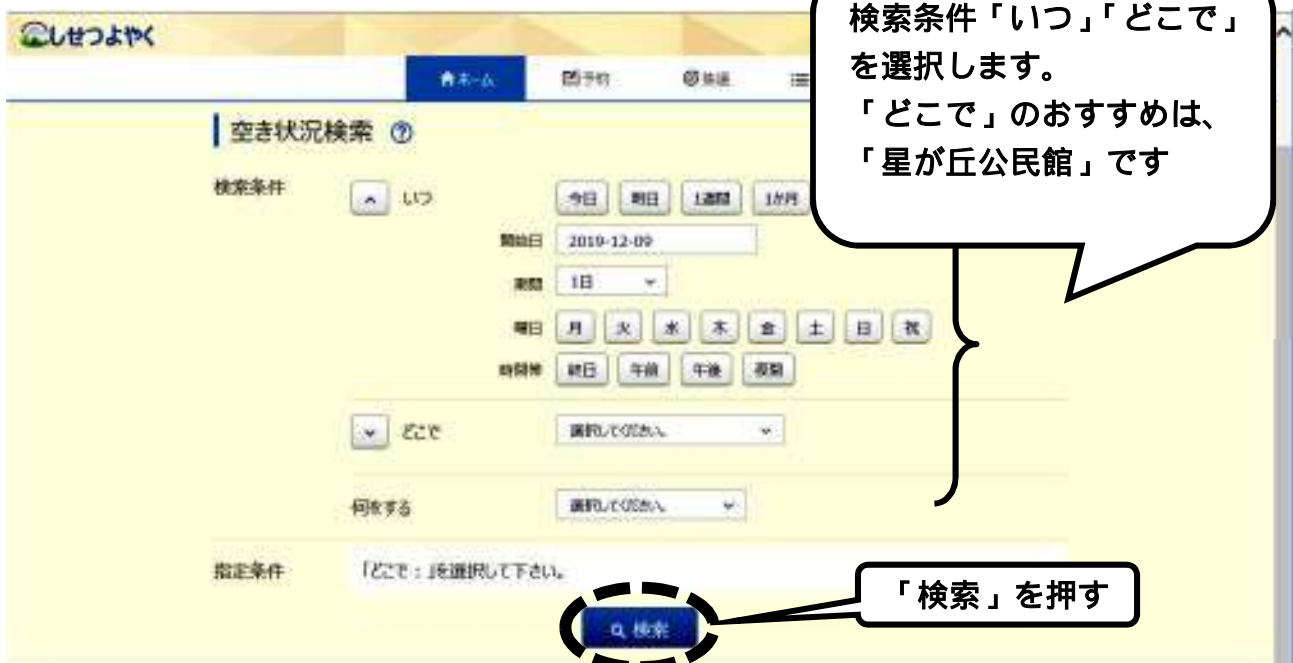 しせつよやく
検索条件「いつ」「どこで」
を選択します。
「どこで」のおすすめは、
「星が丘公民館」です
ホーム 予約 抽選
空き状況検索
検索条件 いつ 今日 明日 1週間 1か月
開始日 2019-12-09
期間 1日
曜日 月 火 水 木 金 土 日 祝
時間帯 終日 午前 午後 夜間
どこで 選択してください。
何をする 選択してください。
指定条件 「どこで：」を選択して下さい。
「検索」を押す
検索